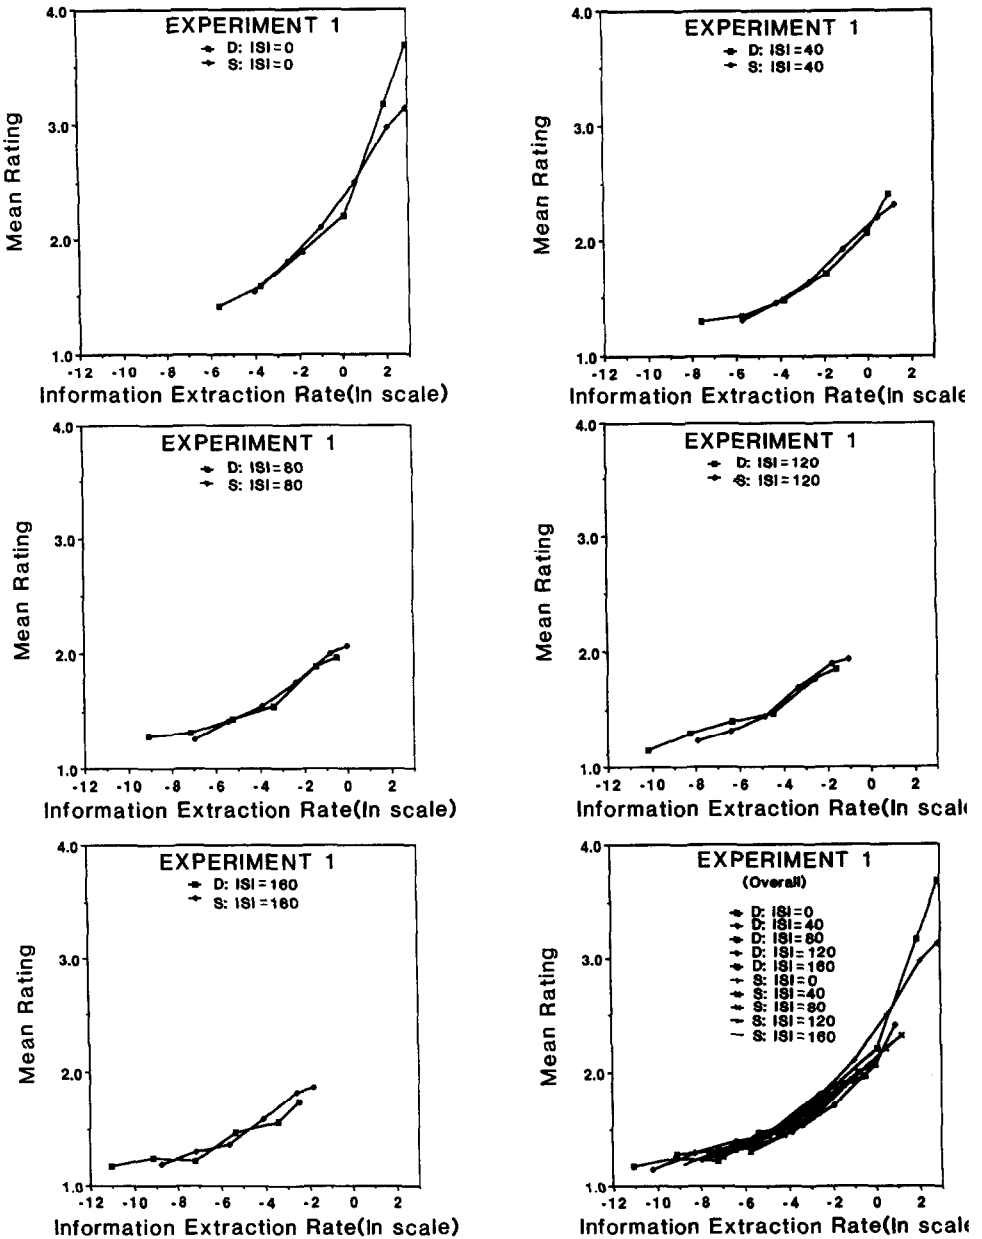 EXPERIMENT 1
D: ISI=0
S: ISI=0
4.0
3.0
2.0
1.0
Mean Rating
-12 -10 -8 -6 -4 -2 0 2
Information Extraction Rate(ln scale)
EXPERIMENT 1
D: ISI=40
S: ISI=40
4.0
3.0
2.0
1.0
Mean Rating
-12 -10 -8 -6 -4 -2 0 2
Information Extraction Rate(ln scale
EXPERIMENT 1
D: ISI=80
S: ISI=80
4.0
3.0
2.0
1.0
Mean Rating
-12 -10 -8 -6 -4 -2 0 2
Information Extraction Rate(ln scale)
EXPERIMENT 1
D: ISI=120
S: ISI=120
4.0
3.0
2.0
1.0
Mean Rating
-12 -10 -8 -6 -4 -2 0 2
Information Extraction Rate(ln scale
EXPERIMENT 1
D: ISI=160
S: ISI=160
4.0
3.0
2.0
1.0
Mean Rating
-12 -10 -8 -6 -4 -2 0 2
Information Extraction Rate(ln scale)
EXPERIMENT 1
(Overall)
D: ISI=0
D: ISI=40
D: ISI=80
D: ISI=120
D: ISI=160
S: ISI=0
S: ISI=40
S: ISI=80
S: ISI=120
S: ISI=160
4.0
3.0
2.0
1.0
Mean Rating
-12 -10 -8 -6 -4 -2 0 2
Information Extraction Rate(ln scale